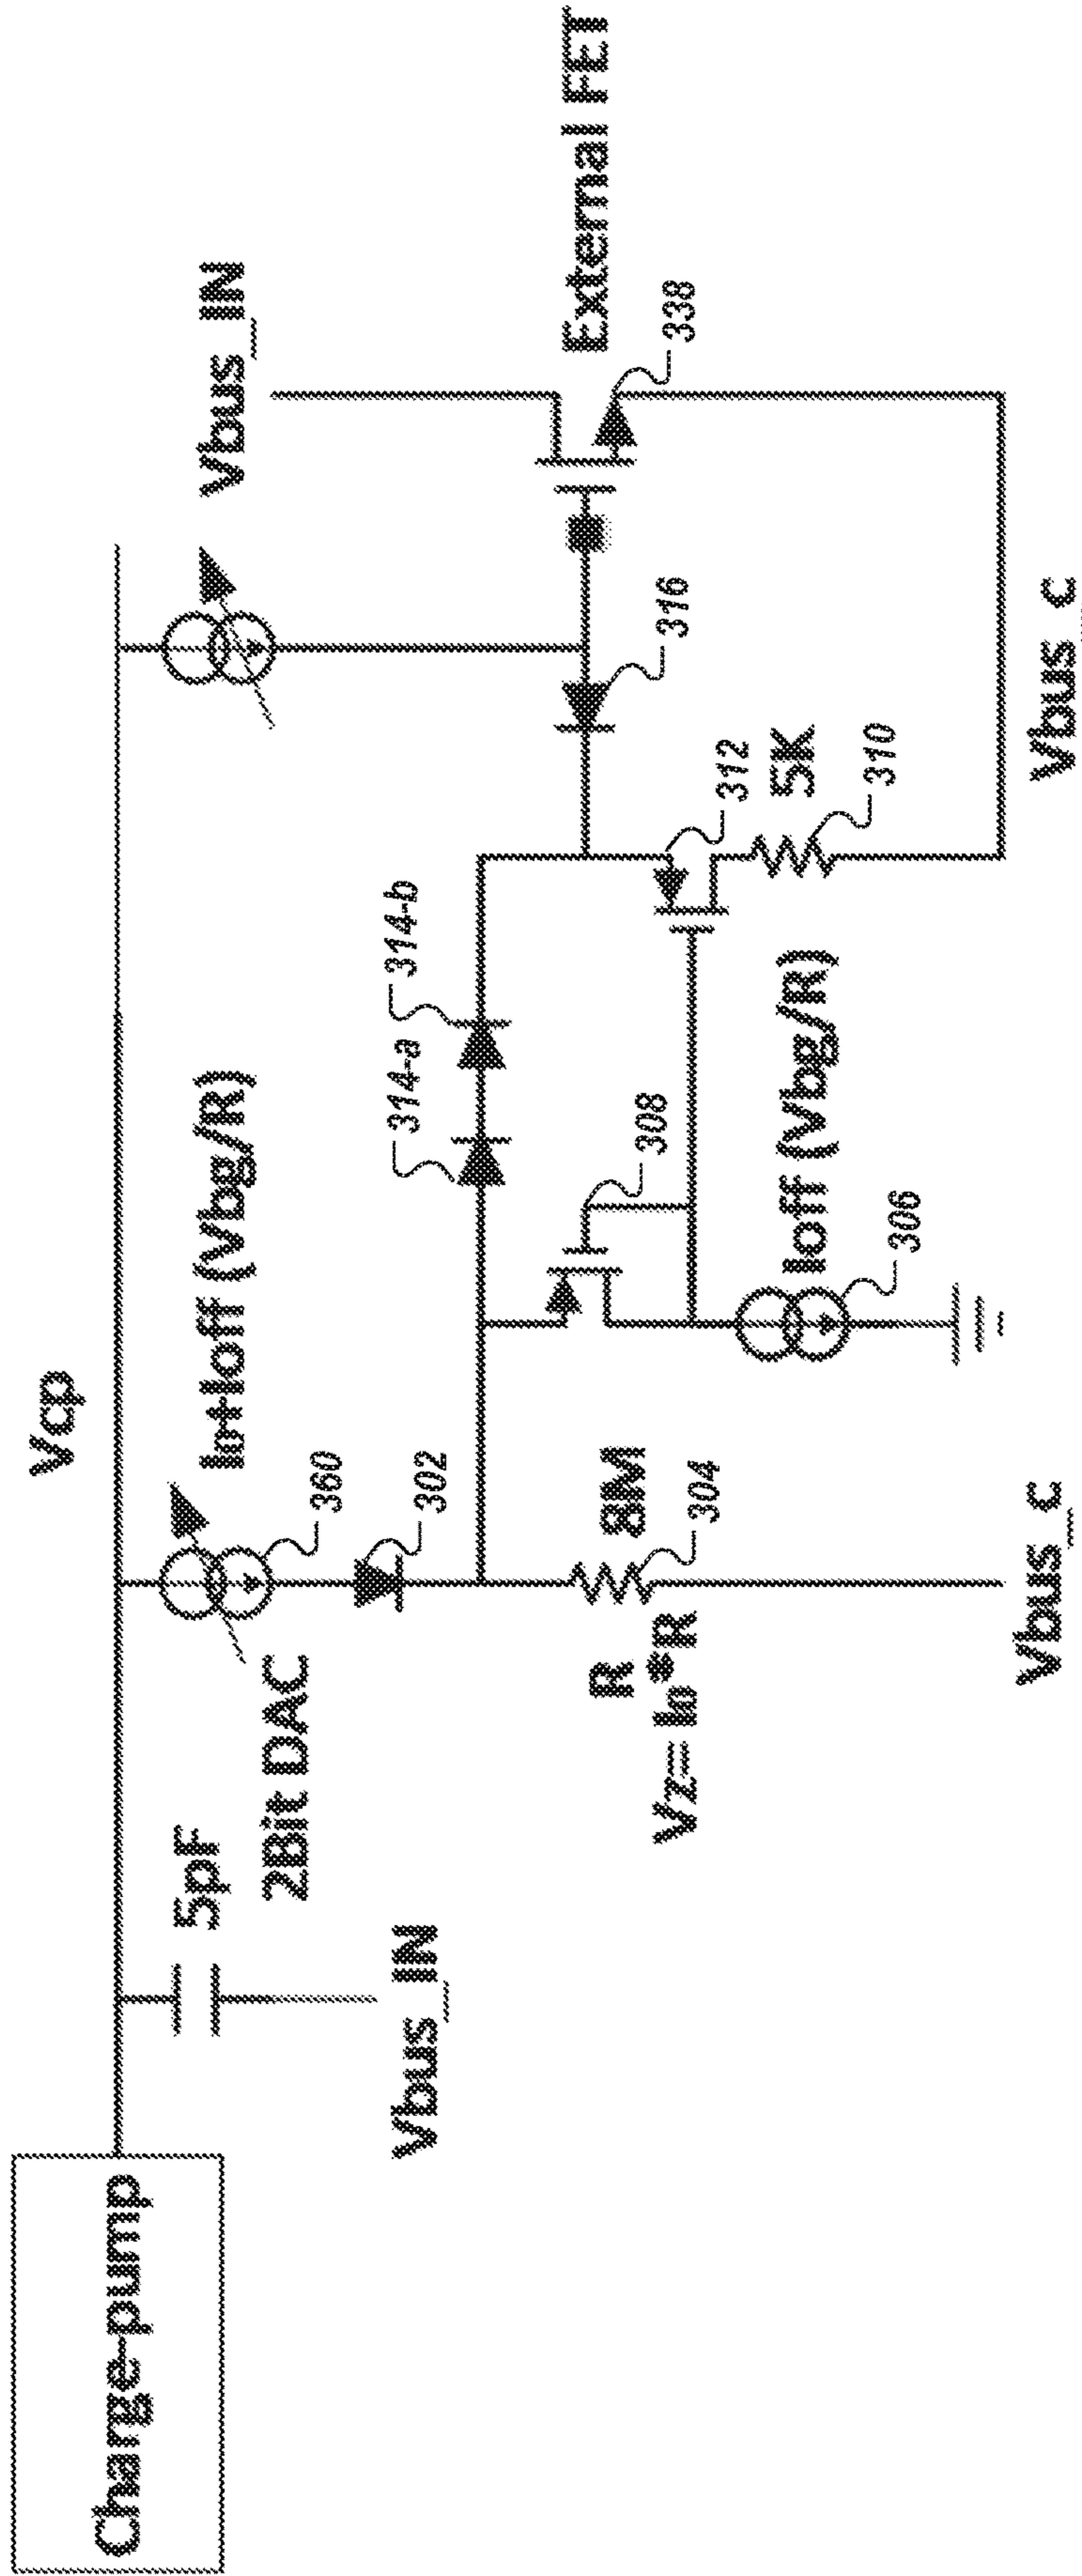 Charge-pump
Vcp
5pF
Vbus_IN
2Bit DAC
In+Ioff (Vbg/R)
360
302
R
8M
304
Vz=In*R
Vbus_c
314-a
314-b
308
Ioff (Vbg/R)
306
312
5K
310
316
Vbus_IN
External FET
338
Vbus_c